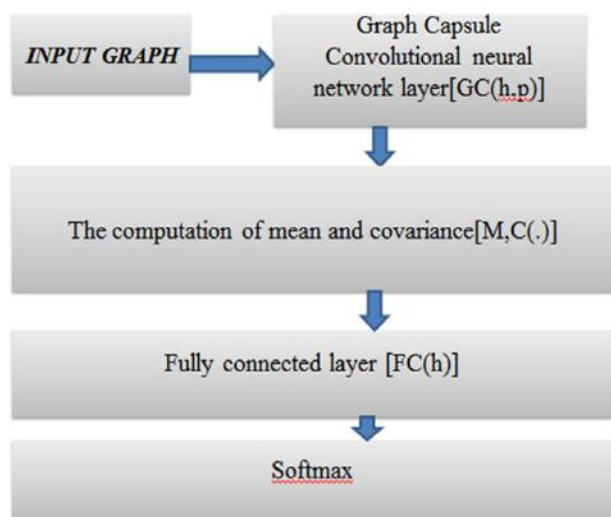 INPUT GRAPH
Graph Capsule
Convolutional neural
network layer[GC(h,p)]
The computation of mean and covariance[M,C(.)]
Fully connected layer [FC(h)]
Softmax